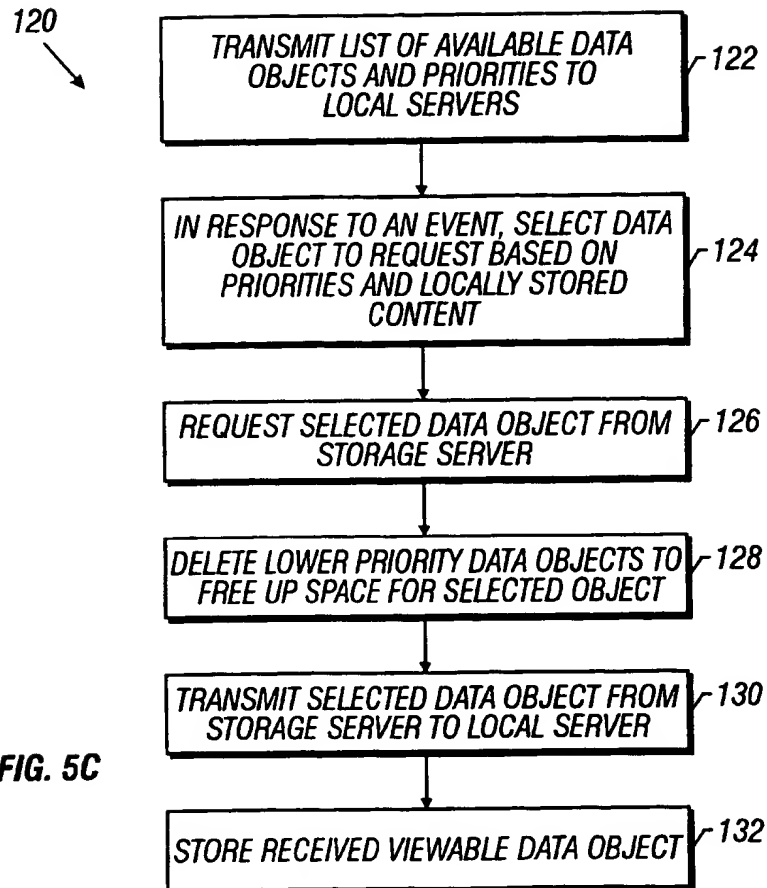 120
TRANSMIT LIST OF AVAILABLE DATA
OBJECTS AND PRIORITIES TO
LOCAL SERVERS
122
IN RESPONSE TO AN EVENT, SELECT DATA
OBJECT TO REQUEST BASED ON
PRIORITIES AND LOCALLY STORED
CONTENT
124
REQUEST SELECTED DATA OBJECT FROM
STORAGE SERVER
126
DELETE LOWER PRIORITY DATA OBJECTS TO
FREE UP SPACE FOR SELECTED OBJECT
128
TRANSMIT SELECTED DATA OBJECT FROM
STORAGE SERVER TO LOCAL SERVER
130
FIG. 5C
STORE RECEIVED VIEWABLE DATA OBJECT
132